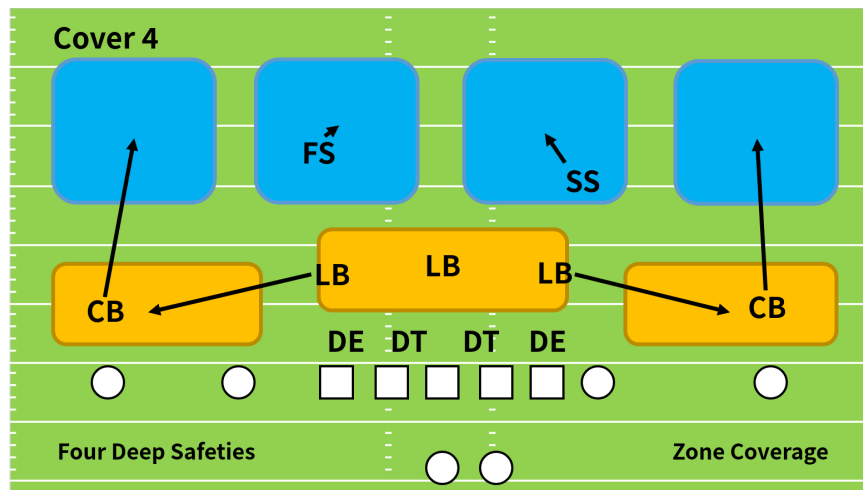 Cover 4
FS
SS
LB LB LB
CB CB
DE DT DT DE
Four Deep Safeties Zone Coverage